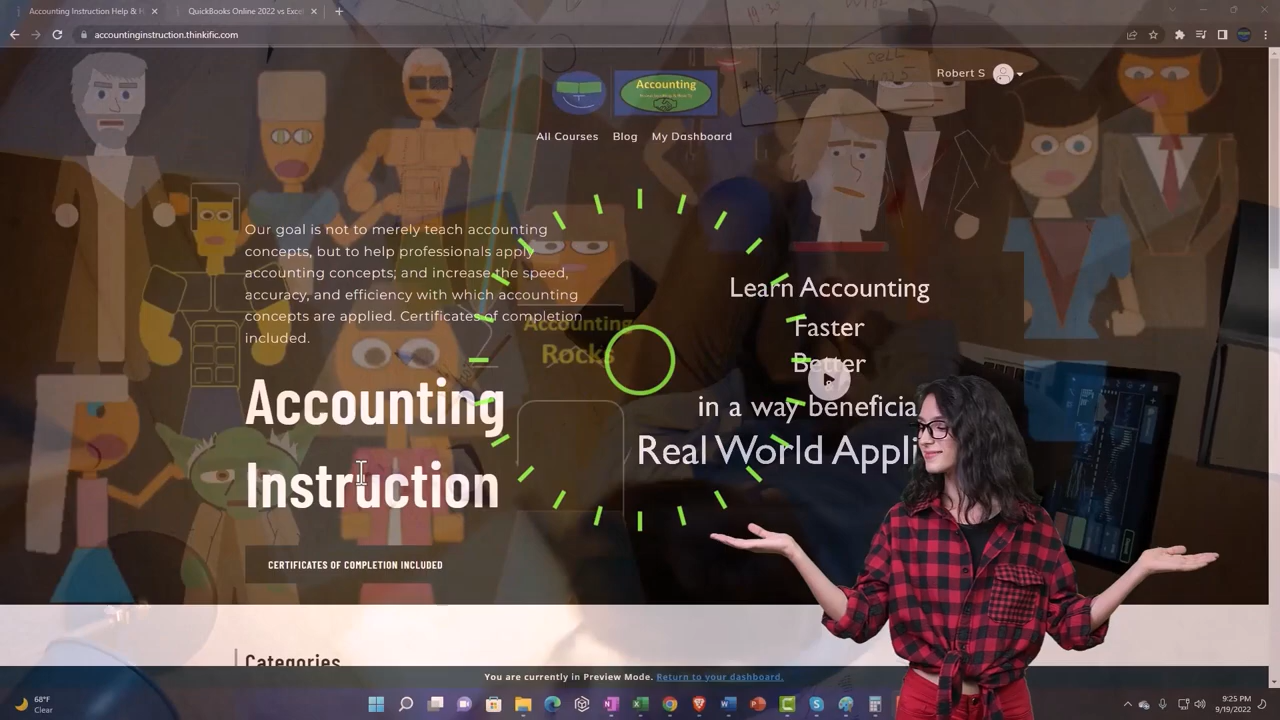 Accounting Instruction Help & H
QuickBooks Online 2022 vs Excel
accountinginstruction.thinkific.com
Accounting
Robert S
All Courses
Blog
My Dashboard
Our goal is not to merely teach accounting
concepts, but to help professionals apply
accounting concepts; and increase the speed,
accuracy, and efficiency with which accounting
concepts are applied. Certificates of completion
included.
Accounting
Instruction
CERTIFICATES OF COMPLETION INCLUDED
Accounting
Rocks
Learn Accounting
Faster
Better
&
in a way beneficia
Real World Appli
Categories
You are currently in Preview Mode. Return to your dashboard.
68°F
Clear
9:25 PM
9/19/2022